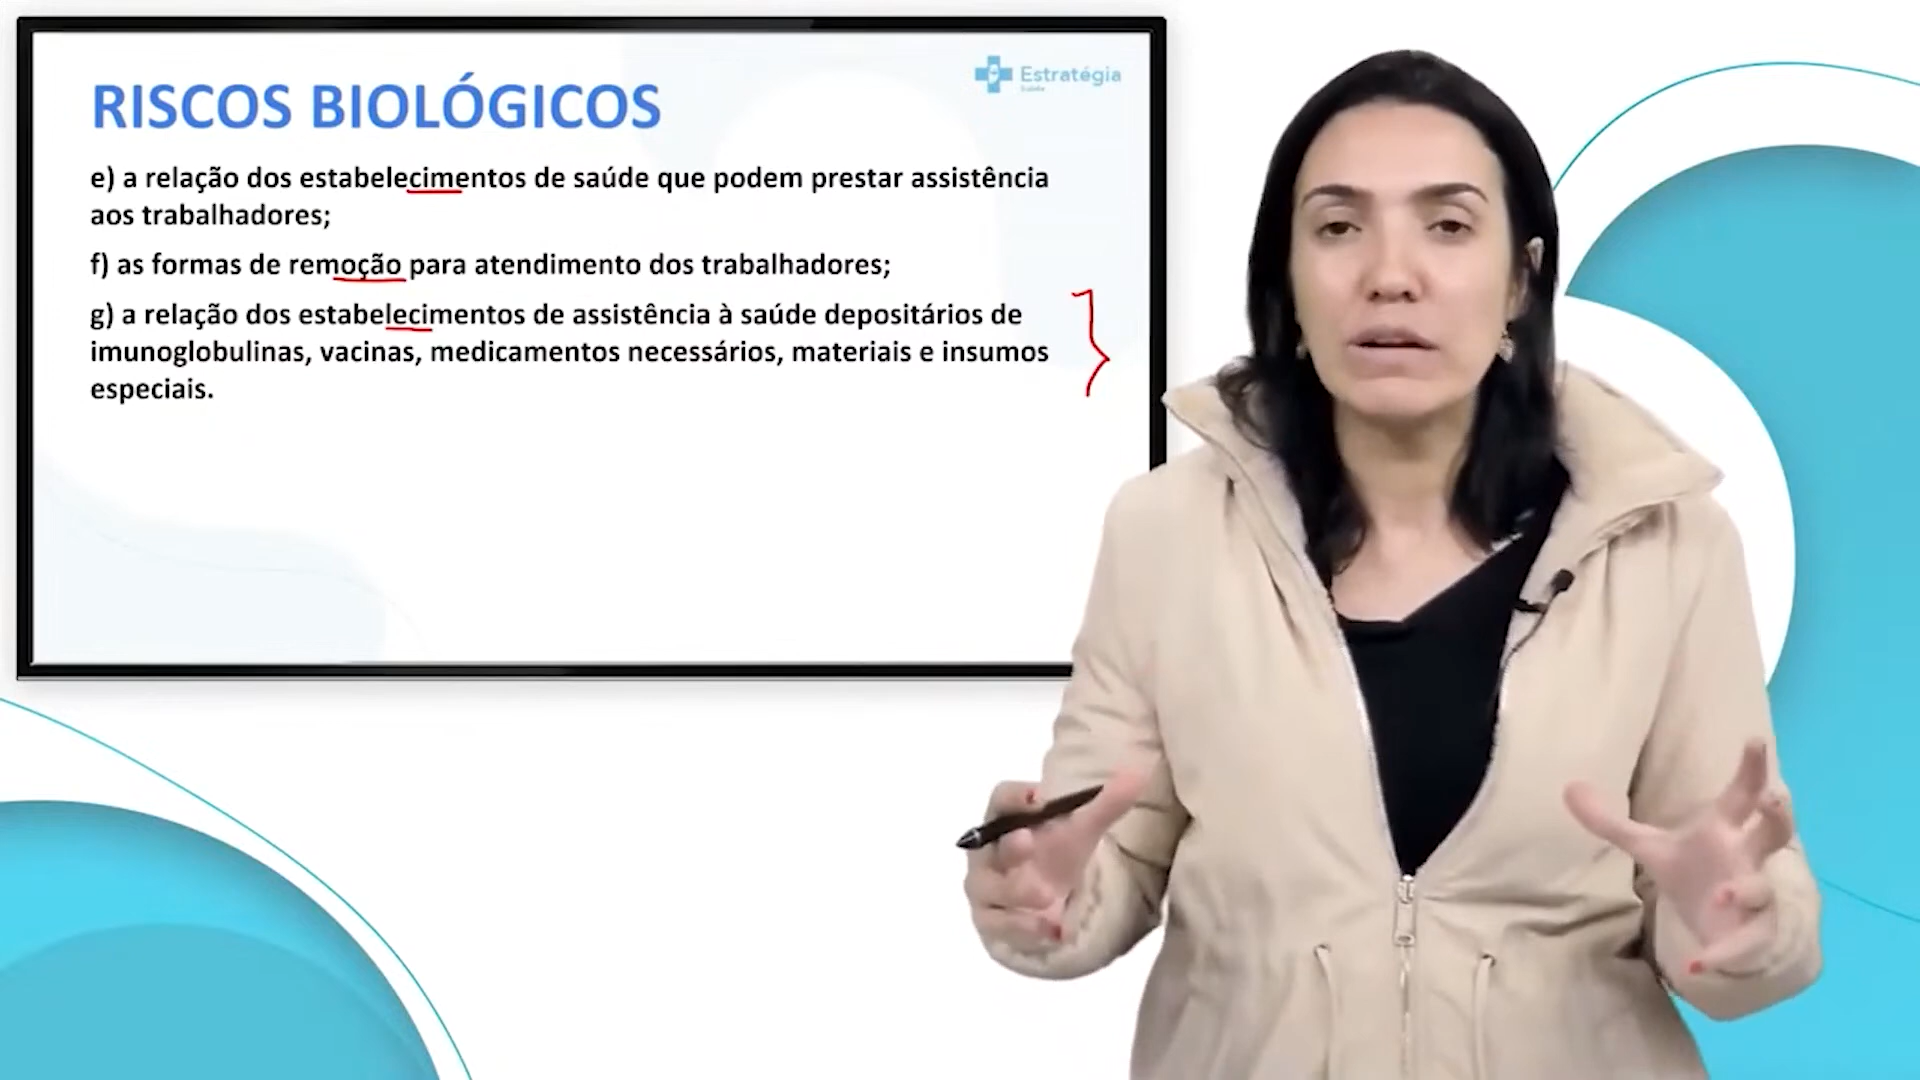 RISCOS BIOLÓGICOS
Estratégia
e) a relação dos estabelecimentos de saúde que podem prestar assistência
aos trabalhadores;
f) as formas de remoção para atendimento dos trabalhadores;
g) a relação dos estabelecimentos de assistência à saúde depositários de
imunoglobulinas, vacinas, medicamentos necessários, materiais e insumos
especiais.